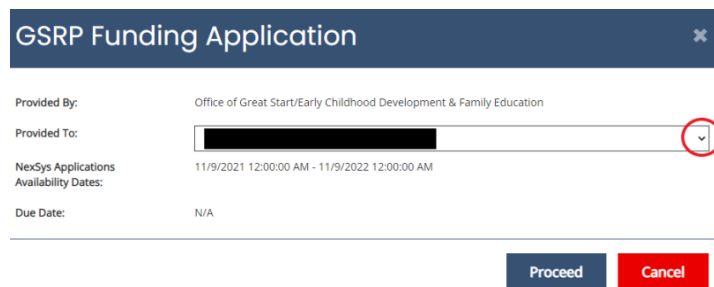 GSRP Funding Application
Provided By: Office of Great Start/Early Childhood Development & Family Education
Provided To:
NexSys Applications Availability Dates: 11/9/2021 12:00:00 AM - 11/9/2022 12:00:00 AM
Due Date: N/A
Proceed Cancel